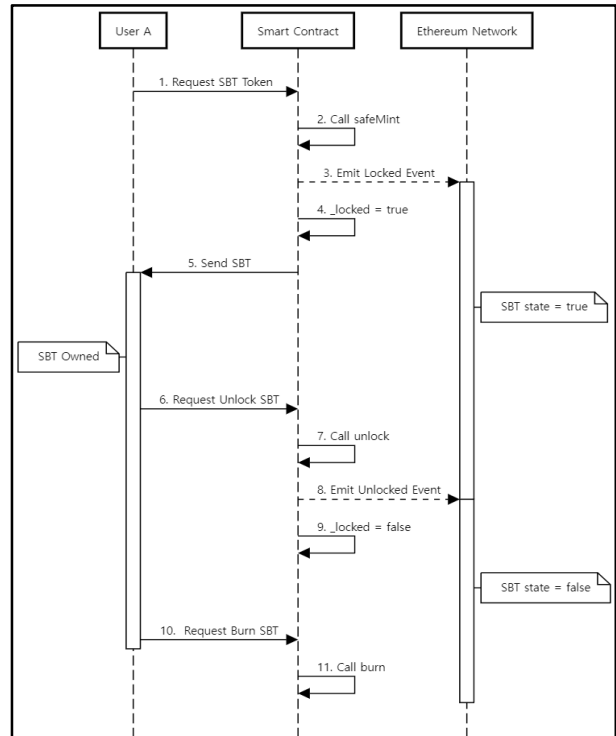 User A
Smart Contract
Ethereum Network
1. Request SBT Token
2. Call safeMint
3. Emit Locked Event
4. _locked = true
5. Send SBT
SBT state = true
SBT Owned
6. Request Unlock SBT
7. Call unlock
8. Emit Unlocked Event
9. _locked = false
SBT state = false
10. Request Burn SBT
11. Call burn